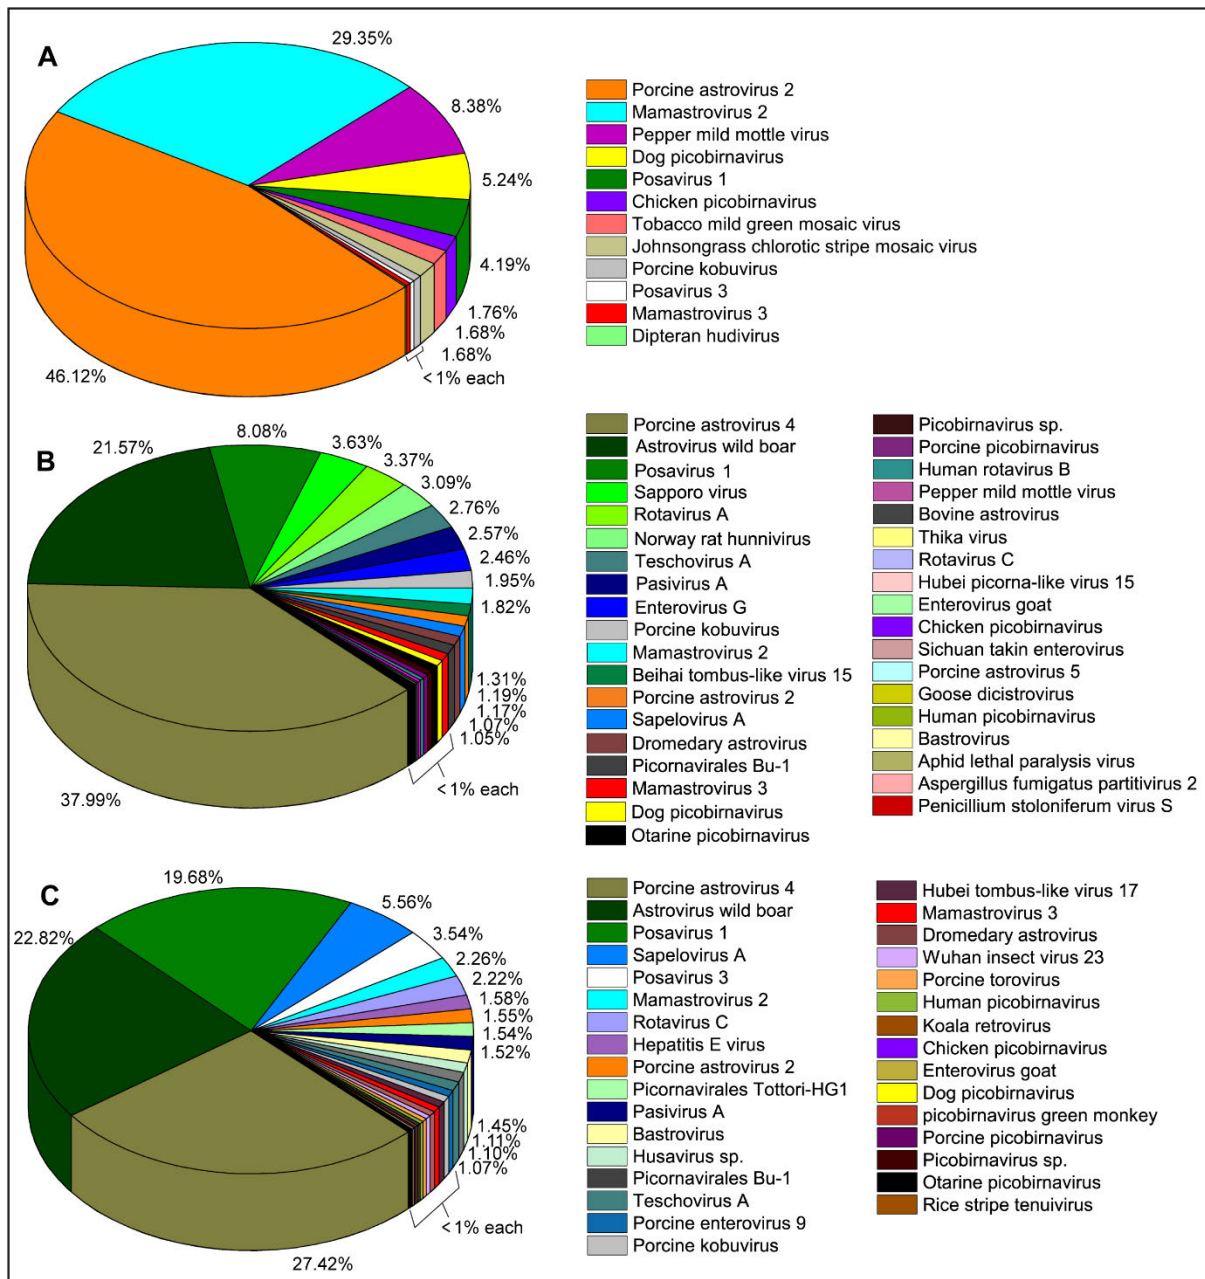 A
29.35%
8.38%
5.24%
4.19%
1.76%
1.68%
1.68%
< 1% each
46.12%
Porcine astrovirus 2
Mamastrovirus 2
Pepper mild mottle virus
Dog picobirnavirus
Posavirus 1
Chicken picobirnavirus
Tobacco mild green mosaic virus
Johnsongrass chlorotic stripe mosaic virus
Porcine kobuvirus
Posavirus 3
Mamastrovirus 3
Dipteran hudivirus
B
21.57%
8.08%
3.63%
3.37%
3.09%
2.76%
2.57%
2.46%
1.95%
1.82%
1.31%
1.19%
1.17%
1.07%
1.05%
< 1% each
37.99%
Porcine astrovirus 4
Astrovirus wild boar
Posavirus 1
Sapporo virus
Rotavirus A
Norway rat hunnivirus
Teschovirus A
Pasivirus A
Enterovirus G
Porcine kobuvirus
Mamastrovirus 2
Beihai tombus-like virus 15
Porcine astrovirus 2
Sapelovirus A
Dromedary astrovirus
Picornavirales Bu-1
Mamastrovirus 3
Dog picobirnavirus
Otarine picobirnavirus
Picobirnavirus sp.
Porcine picobirnavirus
Human rotavirus B
Pepper mild mottle virus
Bovine astrovirus
Thika virus
Rotavirus C
Hubei picorna-like virus 15
Enterovirus goat
Chicken picobirnavirus
Sichuan takin enterovirus
Porcine astrovirus 5
Goose dicistrovirus
Human picobirnavirus
Bastrovirus
Aphid lethal paralysis virus
Aspergillus fumigatus partitivirus 2
Penicillium stoloniferum virus S
C
19.68%
5.56%
3.54%
22.82%
2.26%
2.22%
1.58%
1.55%
1.54%
1.52%
1.45%
1.11%
1.10%
1.07%
< 1% each
27.42%
Porcine astrovirus 4
Astrovirus wild boar
Posavirus 1
Sapelovirus A
Posavirus 3
Mamastrovirus 2
Rotavirus C
Hepatitis E virus
Porcine astrovirus 2
Picornavirales Tottori-HG1
Pasivirus A
Bastrovirus
Husavirus sp.
Picornavirales Bu-1
Teschovirus A
Porcine enterovirus 9
Porcine kobuvirus
Hubei tombus-like virus 17
Mamastrovirus 3
Dromedary astrovirus
Wuhan insect virus 23
Porcine torovirus
Human picobirnavirus
Koala retrovirus
Chicken picobirnavirus
Enterovirus goat
Dog picobirnavirus
picobirnavirus green monkey
Porcine picobirnavirus
Picobirnavirus sp.
Otarine picobirnavirus
Rice stripe tenuivirus